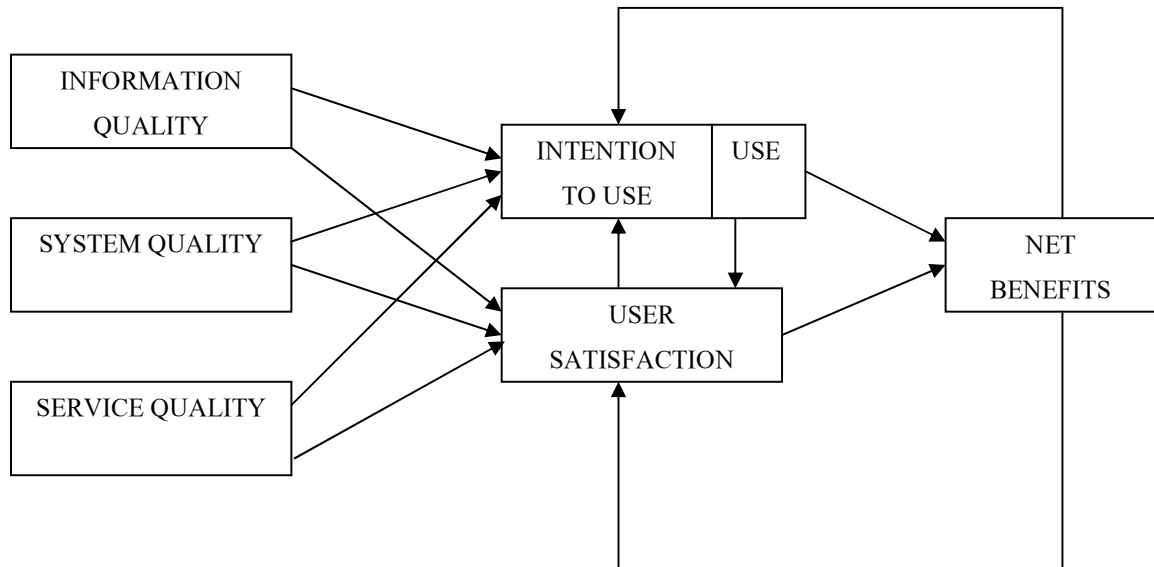 INFORMATION
QUALITY
SYSTEM QUALITY
SERVICE QUALITY
INTENTION
TO USE
USE
USER
SATISFACTION
NET
BENEFITS